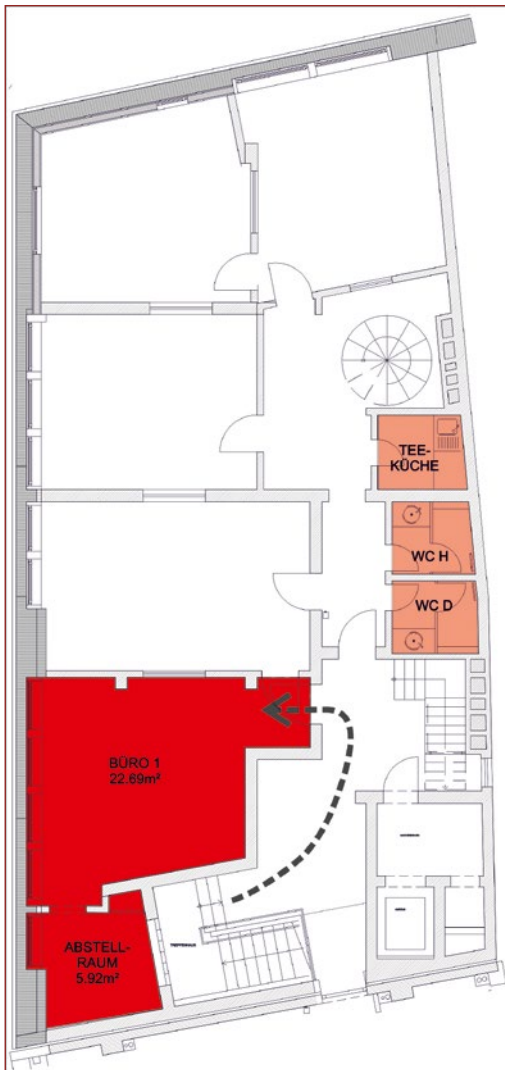 TEE-
KÜCHE
WC H
WC D
BÜRO 1
22.69m²
ABSTELL-
RAUM
5.92m²